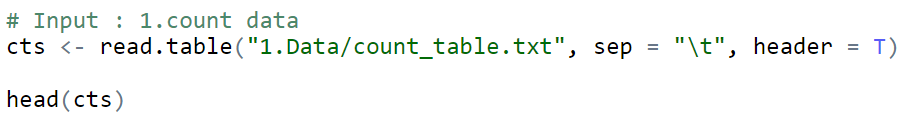 # Input : 1.count data
cts <- read.table("1.Data/count_table.txt", sep = "\t", header = T)
head(cts)